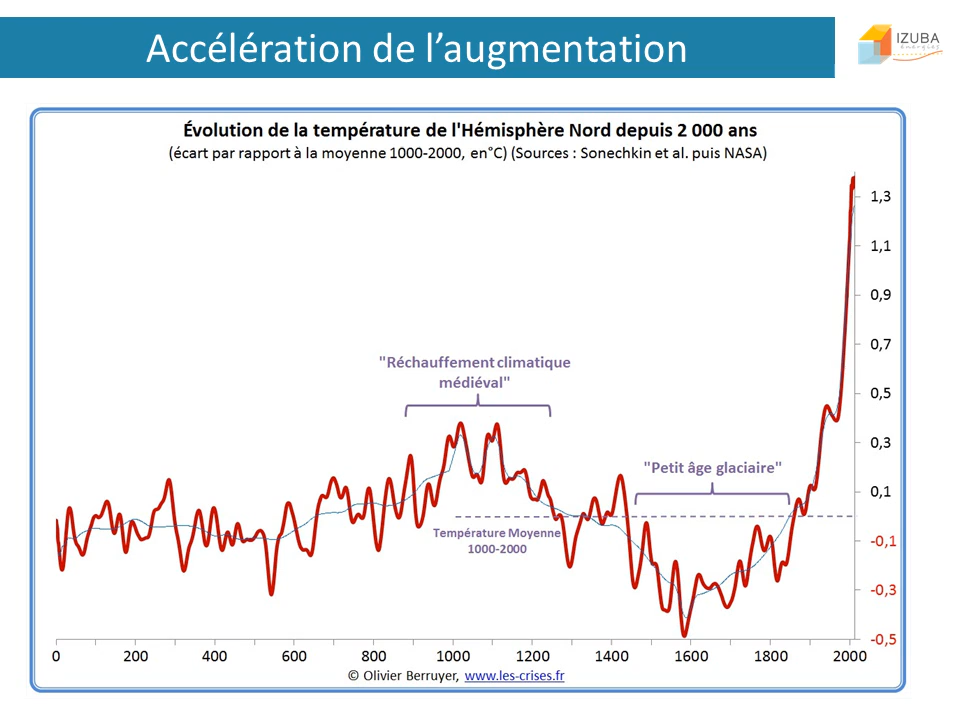 Accélération de l’augmentation
IZUBA
énergies
Évolution de la température de l'Hémisphère Nord depuis 2 000 ans
(écart par rapport à la moyenne 1000-2000, en°C) (Sources : Sonechkin et al. puis NASA)
1,3
1,1
0,9
0,7
"Réchauffement climatique
médiéval"
0,5
0,3
"Petit âge glaciaire"
0,1
Température Moyenne
1000-2000
-0,1
-0,3
-0,5
0 200 400 600 800 1000 1200 1400 1600 1800 2000
© Olivier Berruyer, www.les-crises.fr